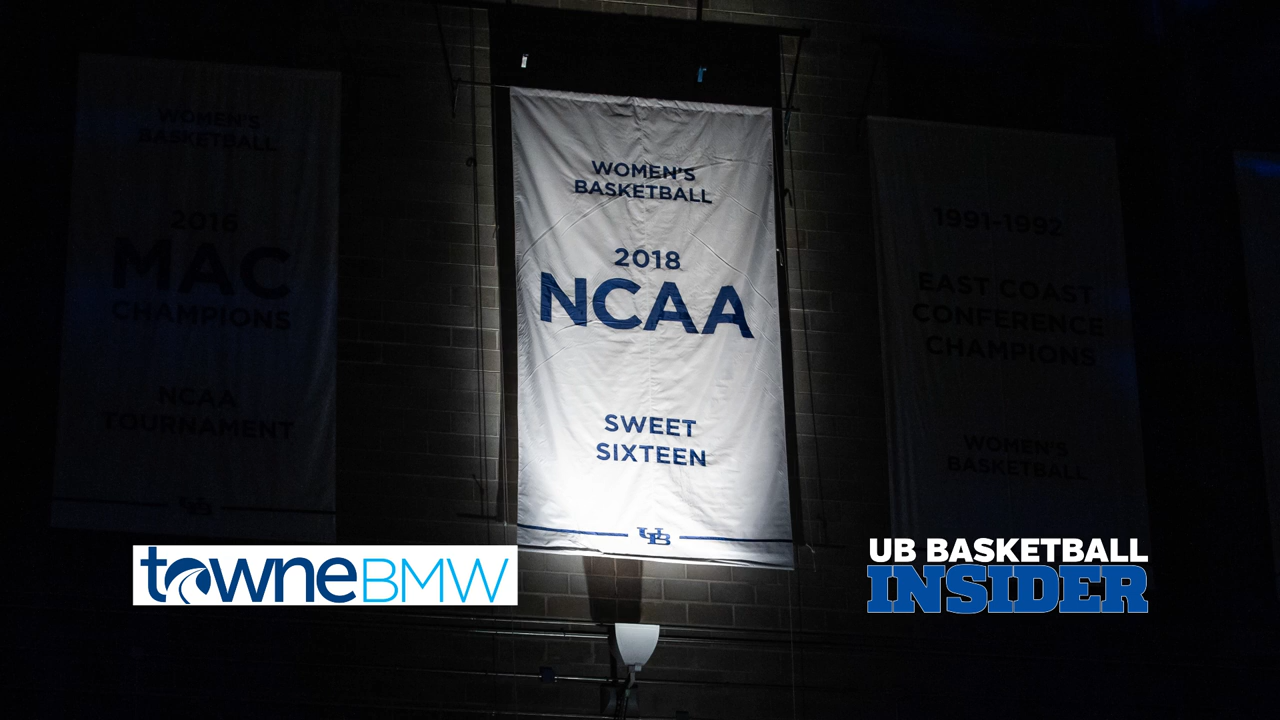 WOMEN'S
BASKETBALL
2016
MAC
CHAMPIONS
NCAA
TOURNAMENT
UB
WOMEN'S
BASKETBALL
2018
NCAA
SWEET
SIXTEEN
UB
1991-1992
EAST COAST
CONFERENCE
CHAMPIONS
WOMEN'S
BASKETBALL
towneBMW
UB BASKETBALL
INSIDER